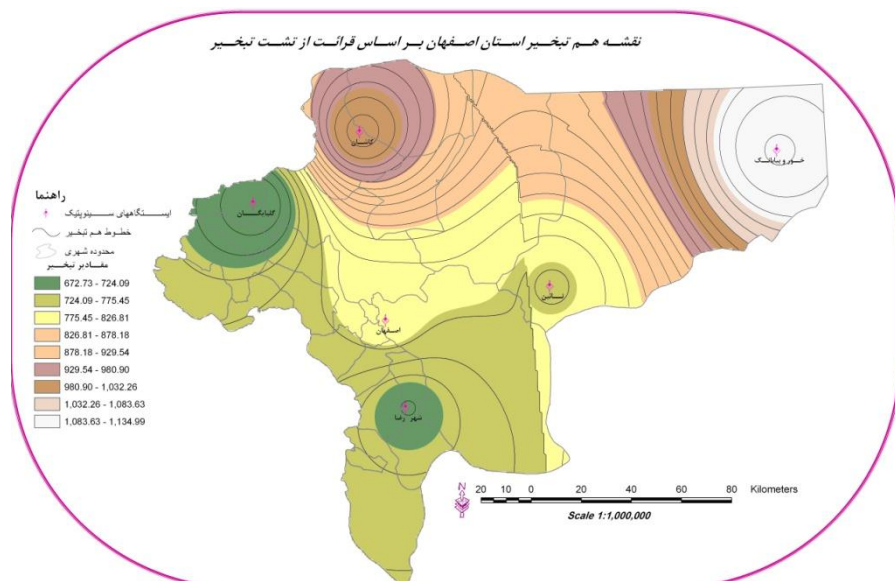 نقشه هم تبخیر استان اصفهان بر اساس قرائت از تشت تبخیر
کاشان
خور و بیابانک
گلپایگان
نائین
اصفهان
شهر رضا
راهنما
ایستگاههای سینوپتیک
خطوط هم تبخیر
محدوده شهری
مقادیر تبخیر
672.73 - 724.09
724.09 - 775.45
775.45 - 826.81
826.81 - 878.18
878.18 - 929.54
929.54 - 980.90
980.90 - 1,032.26
1,032.26 - 1,083.63
1,083.63 - 1,134.99
N
20 10 0 20 40 60 80 Kilometers
Scale 1:1,000,000